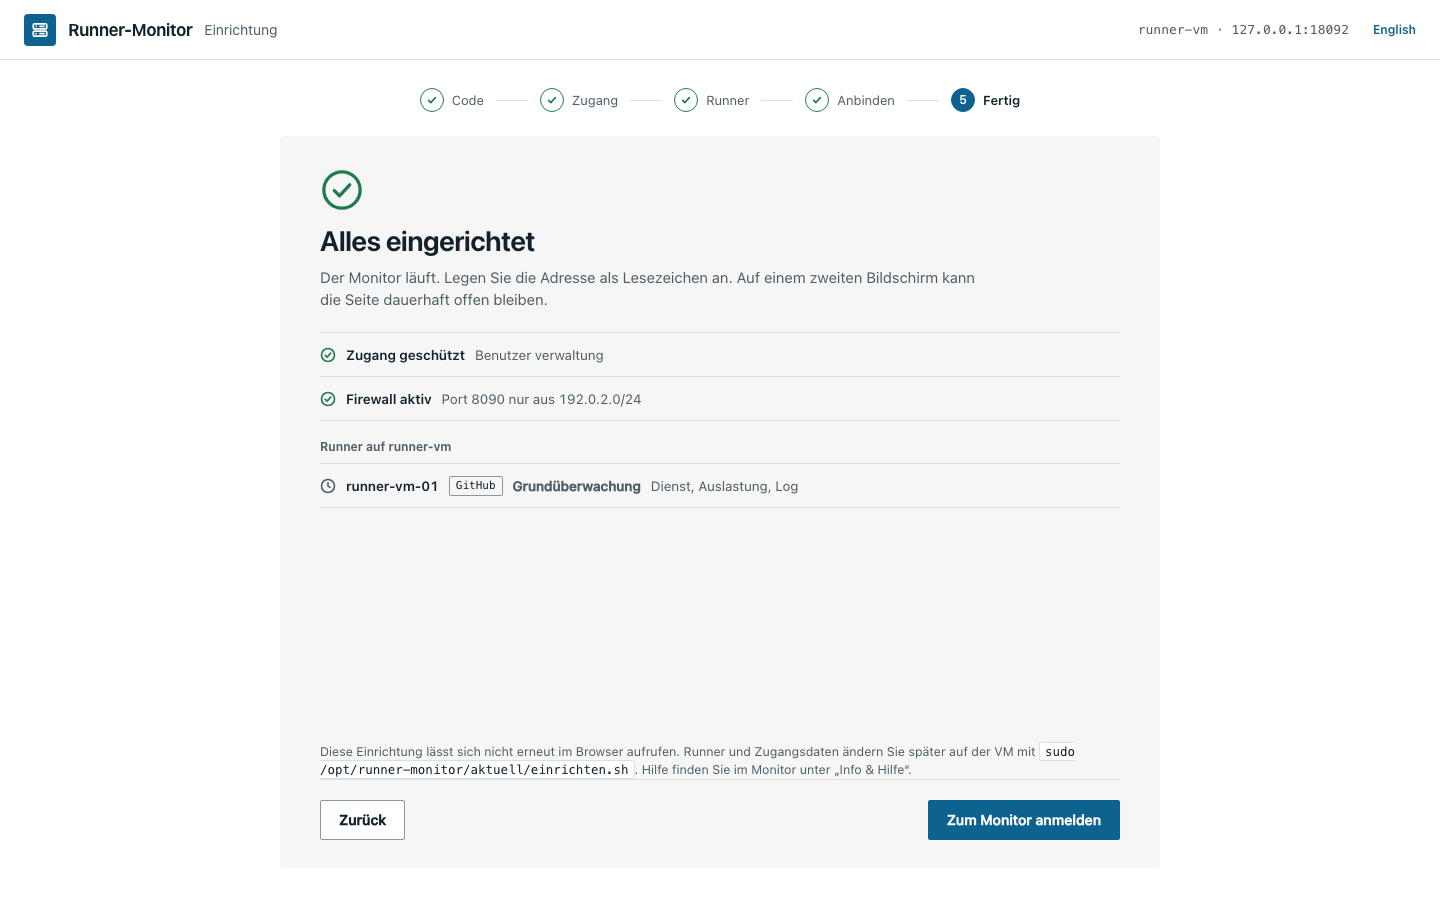 Runner-Monitor Einrichtung
runner-vm · 127.0.0.1:18092 English
Code Zugang Runner Anbinden 5 Fertig
Alles eingerichtet
Der Monitor läuft. Legen Sie die Adresse als Lesezeichen an. Auf einem zweiten Bildschirm kann
die Seite dauerhaft offen bleiben.
Zugang geschützt Benutzer verwaltung
Firewall aktiv Port 8090 nur aus 192.0.2.0/24
Runner auf runner-vm
runner-vm-01 GitHub Grundüberwachung Dienst, Auslastung, Log
Diese Einrichtung lässt sich nicht erneut im Browser aufrufen. Runner und Zugangsdaten ändern Sie später auf der VM mit sudo
/opt/runner-monitor/aktuell/einrichten.sh . Hilfe finden Sie im Monitor unter „Info & Hilfe“.
Zurück
Zum Monitor anmelden